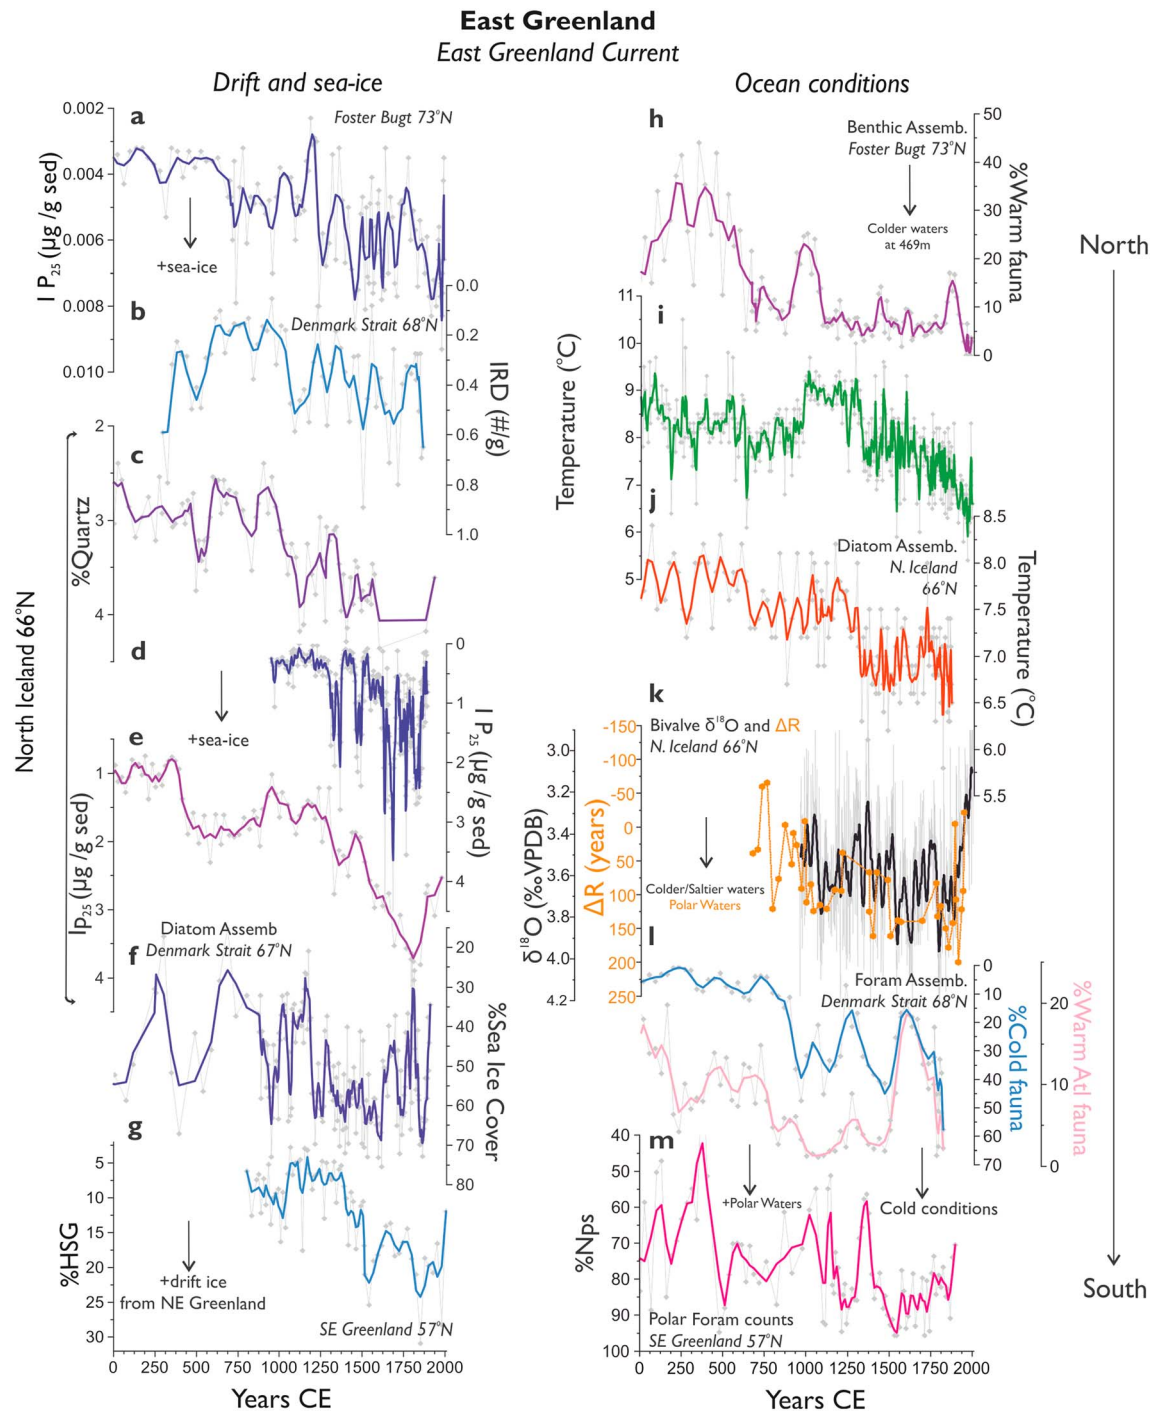 East Greenland
East Greenland Current
Drift and sea-ice
Ocean conditions
a
Foster Bugt 73°N
0.002
0.004
0.006
0.008
0.010
I P25 (µg /g sed)
+sea-ice
b
Denmark Strait 68°N
0.0
0.2
0.4
0.6
0.8
1.0
IRD (#/g)
North Iceland 66°N
c
2
3
4
%Quartz
d
0
1
2
3
4
I P25 (µg /g sed)
+sea-ice
e
1
2
3
4
Ip25 (µg /g sed)
f
Diatom Assemb
Denmark Strait 67°N
20
30
40
50
60
70
80
%Sea Ice Cover
g
5
10
15
20
25
30
%HSG
+drift ice
from NE Greenland
SE Greenland 57°N
0 250 500 750 1000 1250 1500 1750 2000
Years CE
h
Benthic Assemb.
Foster Bugt 73°N
Colder waters
at 469m
50
40
30
20
10
0
%Warm fauna
i
11
10
9
8
7
6
5
Temperature (°C)
j
Diatom Assemb.
N. Iceland
66°N
8.5
8.0
7.5
7.0
6.5
6.0
5.5
Temperature (°C)
k
Bivalve δ18O and ΔR
N. Iceland 66°N
-150
-100
-50
0
50
100
150
200
250
ΔR (years)
3.0
3.2
3.4
3.6
3.8
4.0
4.2
δ18O (‰VPDB)
Colder/Saltier waters
Polar Waters
l
Foram Assemb.
Denmark Strait 68°N
0
10
20
30
40
50
60
70
%Cold fauna
20
10
0
%Warm Atl fauna
m
40
50
60
70
80
90
100
%Nps
+Polar Waters
Cold conditions
Polar Foram counts
SE Greenland 57°N
0 250 500 750 1000 1250 1500 1750 2000
Years CE
North
South